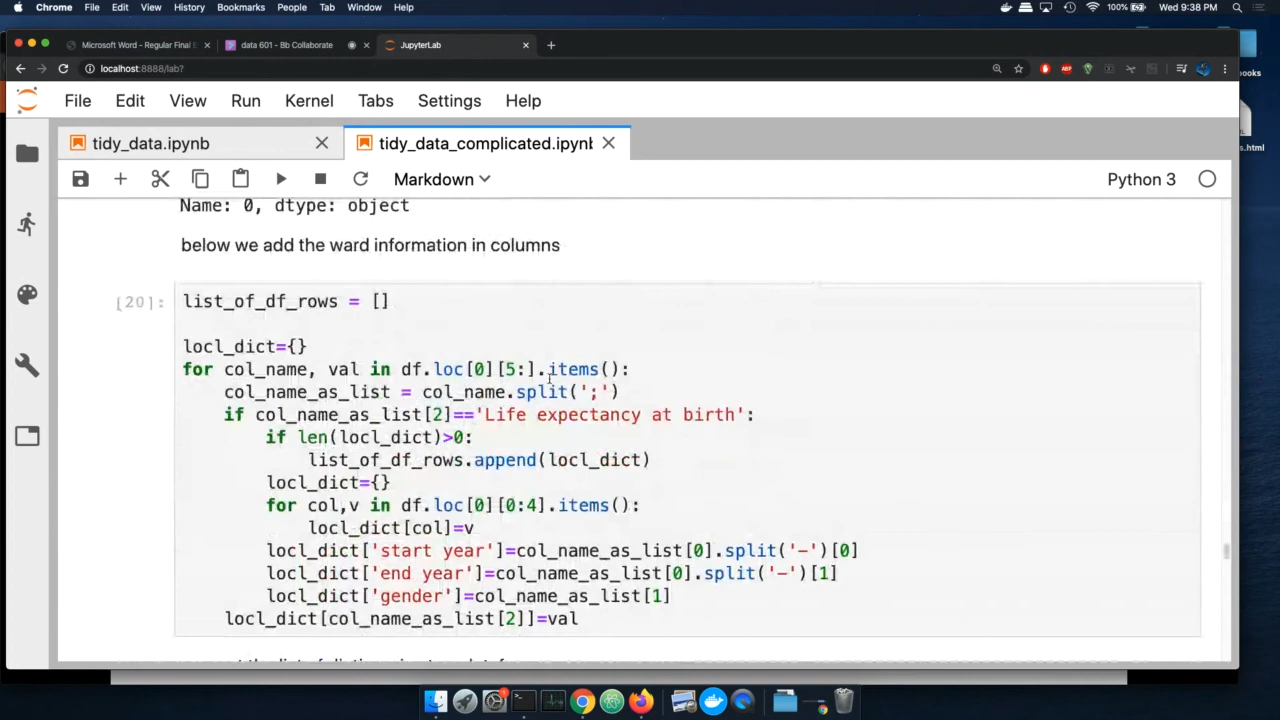 Chrome File Edit View History Bookmarks People Tab Window Help 100% Wed 9:38 PM
Microsoft Word - Regular Final E
data 601 - Bb Collaborate
JupyterLab
localhost:8888/lab?
ooks
s.html
File Edit View Run Kernel Tabs Settings Help
tidy_data.ipynb
tidy_data_complicated.ipynb
Markdown
Python 3
Name: 0, dtype: object
below we add the ward information in columns
[20]:
list_of_df_rows = []
locl_dict={}
for col_name, val in df.loc[0][5:].items():
    col_name_as_list = col_name.split(';')
    if col_name_as_list[2]=='Life expectancy at birth':
        if len(locl_dict)>0:
            list_of_df_rows.append(locl_dict)
        locl_dict={}
        for col,v in df.loc[0][0:4].items():
            locl_dict[col]=v
        locl_dict['start year']=col_name_as_list[0].split('-')[0]
        locl_dict['end year']=col_name_as_list[0].split('-')[1]
        locl_dict['gender']=col_name_as_list[1]
    locl_dict[col_name_as_list[2]]=val